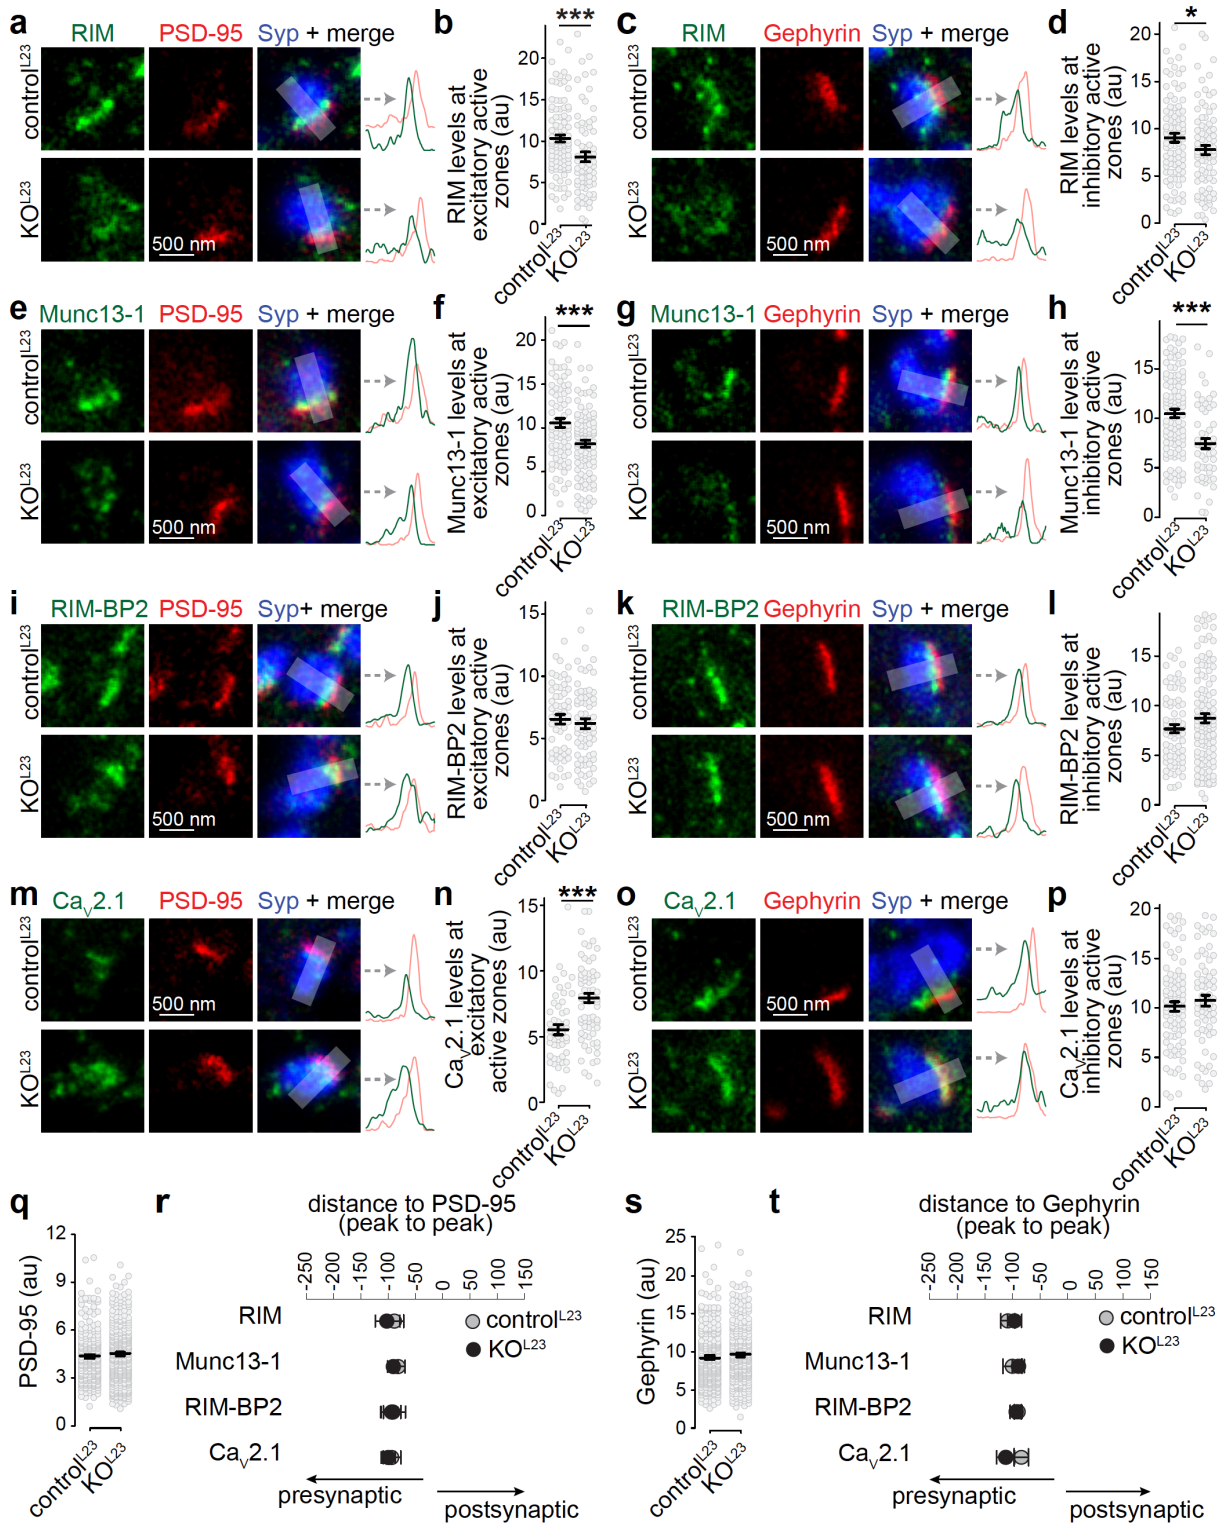 a
RIM
PSD-95
Syp + merge
control^L23
KO^L23
500 nm
b
***
RIM levels at
excitatory active
zones (au)
20
15
10
5
0
control^L23
KO^L23
c
RIM
Gephyrin
Syp + merge
control^L23
KO^L23
500 nm
d
*
RIM levels at
inhibitory active
zones (au)
20
15
10
5
0
control^L23
KO^L23
e
Munc13-1
PSD-95
Syp + merge
control^L23
KO^L23
500 nm
f
***
Munc13-1 levels at
excitatory active
zones (au)
20
15
10
5
0
control^L23
KO^L23
g
Munc13-1
Gephyrin
Syp + merge
control^L23
KO^L23
500 nm
h
***
Munc13-1 levels at
inhibitory active
zones (au)
15
10
5
0
control^L23
KO^L23
i
RIM-BP2
PSD-95
Syp+ merge
control^L23
KO^L23
500 nm
j
RIM-BP2 levels at
excitatory active
zones (au)
15
10
5
0
control^L23
KO^L23
k
RIM-BP2
Gephyrin
Syp + merge
control^L23
KO^L23
500 nm
l
RIM-BP2 levels at
inhibitory active
zones (au)
15
10
5
0
control^L23
KO^L23
m
Ca_V2.1
PSD-95
Syp + merge
control^L23
500 nm
KO^L23
n
***
Ca_V2.1 levels at
excitatory
active zones (au)
15
10
5
0
control^L23
KO^L23
o
Ca_V2.1
Gephyrin
Syp + merge
control^L23
500 nm
KO^L23
p
Ca_V2.1 levels at
inhibitory active
zones (au)
20
15
10
5
0
control^L23
KO^L23
q
PSD-95 (au)
12
9
6
3
0
control^L23
KO^L23
r
distance to PSD-95
(peak to peak)
-250 -200 -150 -100 -50 0 50 100 150
RIM
Munc13-1
RIM-BP2
Ca_V2.1
control^L23
KO^L23
presynaptic
postsynaptic
s
Gephyrin (au)
25
20
15
10
5
0
control^L23
KO^L23
t
distance to Gephyrin
(peak to peak)
-250 -200 -150 -100 -50 0 50 100 150
RIM
Munc13-1
RIM-BP2
Ca_V2.1
control^L23
KO^L23
presynaptic
postsynaptic